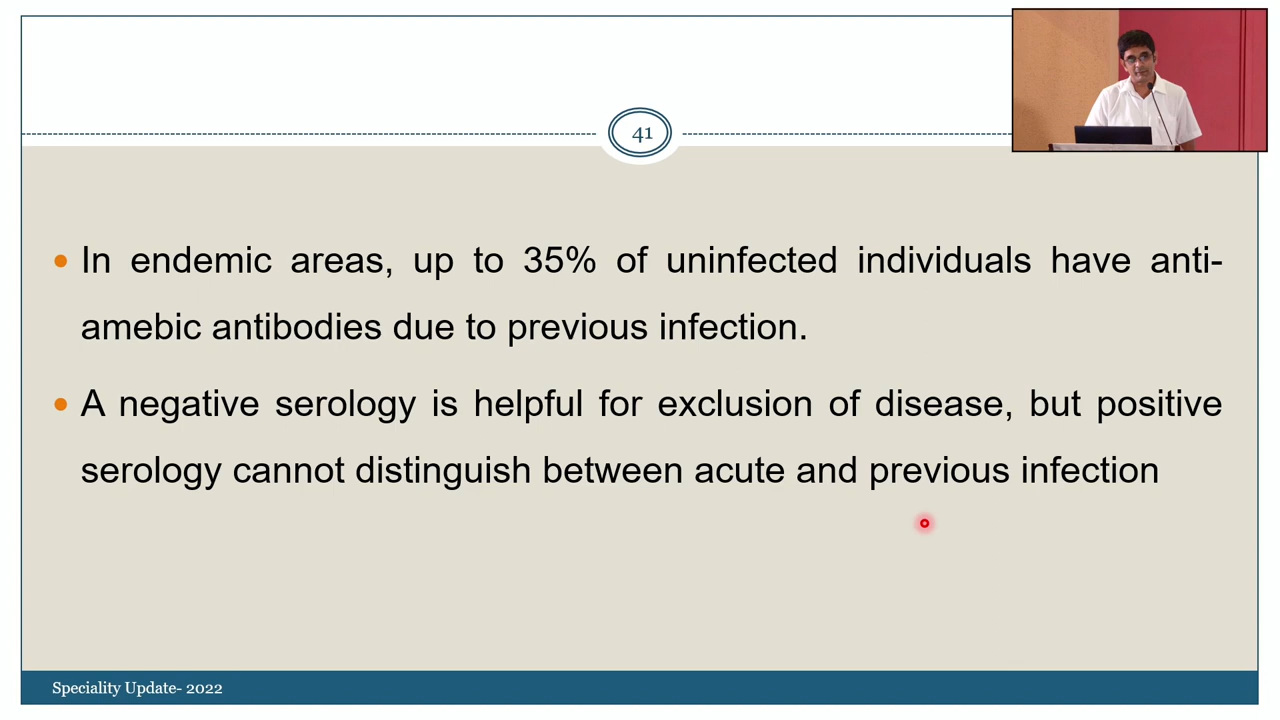 41
In endemic areas, up to 35% of uninfected individuals have anti-
amebic antibodies due to previous infection.
A negative serology is helpful for exclusion of disease, but positive
serology cannot distinguish between acute and previous infection
Speciality Update- 2022